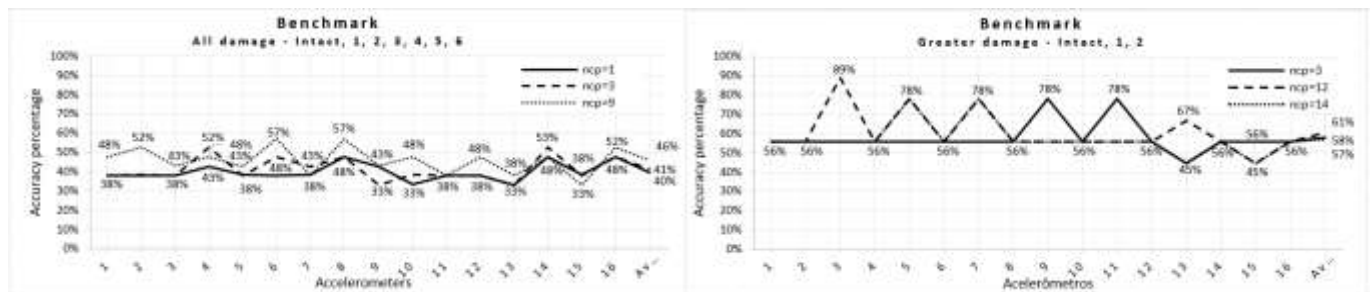 Benchmark
All damage - Intact, 1, 2, 3, 4, 5, 6
100%
90%
80%
70%
60%
50%
40%
30%
20%
10%
0%
Accuracy percentage
ncp=1
ncp=3
ncp=9
48% 52% 43% 52% 48% 43% 57% 43% 57% 43% 48% 48% 38% 53% 38% 52% 46%
38% 38% 43% 38% 48% 38% 48% 33% 33% 38% 38% 33% 48% 33% 48% 41%
40%
1 2 3 4 5 6 7 8 9 10 11 12 13 14 15 16 Av...
Accelerometers
Benchmark
Greater damage - Intact, 1, 2
100%
90%
80%
70%
60%
50%
40%
30%
20%
10%
0%
Accuracy percentage
ncp=3
ncp=12
ncp=14
89% 78% 78% 78% 78% 67% 56% 61%
56% 56% 56% 56% 56% 56% 56% 56% 56% 58%
45% 45% 57%
1 2 3 4 5 6 7 8 9 10 11 12 13 14 15 16 Av...
Acelerômetros